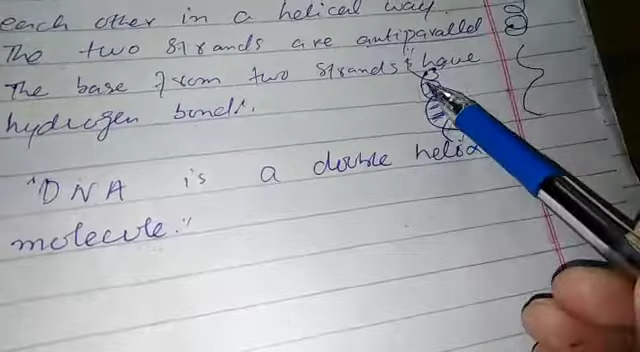 each other in a helical way
The two strands are antiparallel
The base from two strands have
hydrogen bonds.
"DNA is a double helix
molecule."